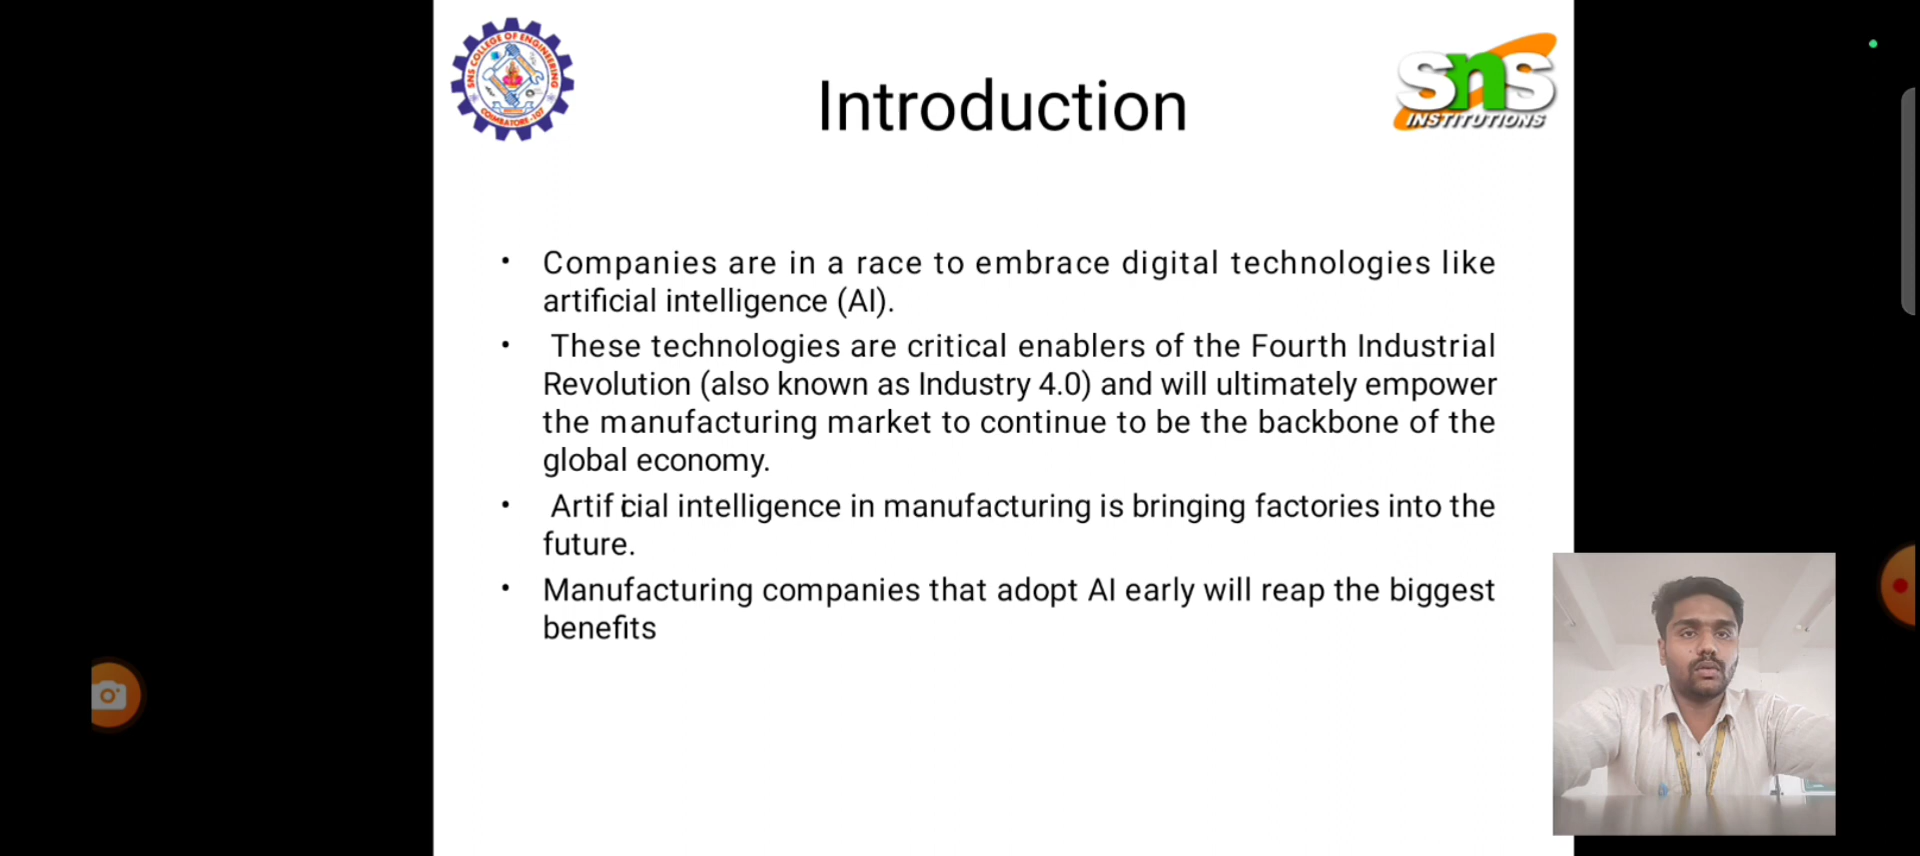 SNS COLLEGE OF ENGINEERING
COIMBATORE-107
Introduction
SnS
INSTITUTIONS
• Companies are in a race to embrace digital technologies like
artificial intelligence (AI).
• These technologies are critical enablers of the Fourth Industrial
Revolution (also known as Industry 4.0) and will ultimately empower
the manufacturing market to continue to be the backbone of the
global economy.
• Artificial intelligence in manufacturing is bringing factories into the
future.
• Manufacturing companies that adopt AI early will reap the biggest
benefits